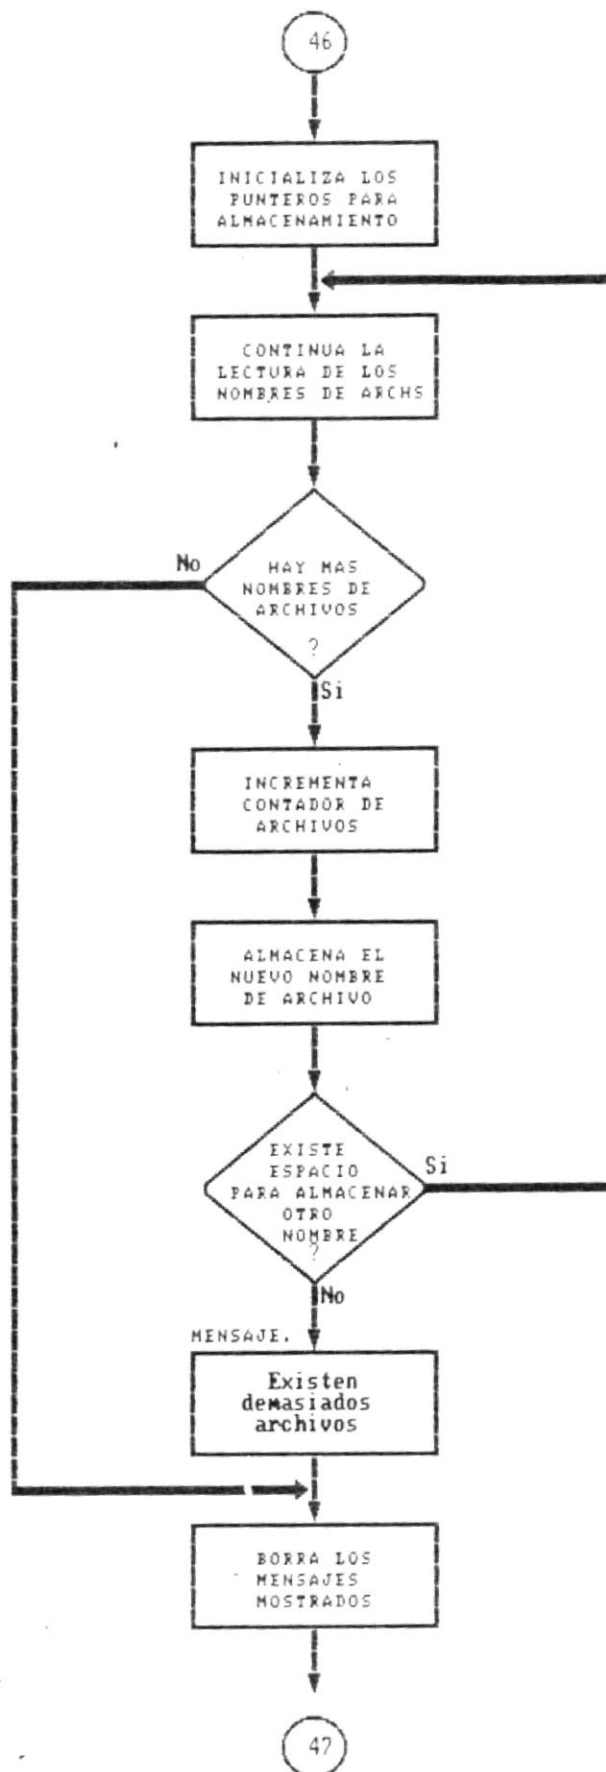 46
INICIALIZA LOS
PUNTEROS PARA
ALMACENAMIENTO
CONTINUA LA
LECTURA DE LOS
NOMBRES DE ARCHS
No
HAY MAS
NOMBRES DE
ARCHIVOS
?
Si
INCREMENTA
CONTADOR DE
ARCHIVOS
ALMACENA EL
NUEVO NOMBRE
DE ARCHIVO
EXISTE
ESPACIO
PARA ALMACENAR
OTRO
NOMBRE
?
Si
No
MENSAJE.
Existen
demasiados
archivos
BORRA LOS
MENSAJES
MOSTRADOS
47